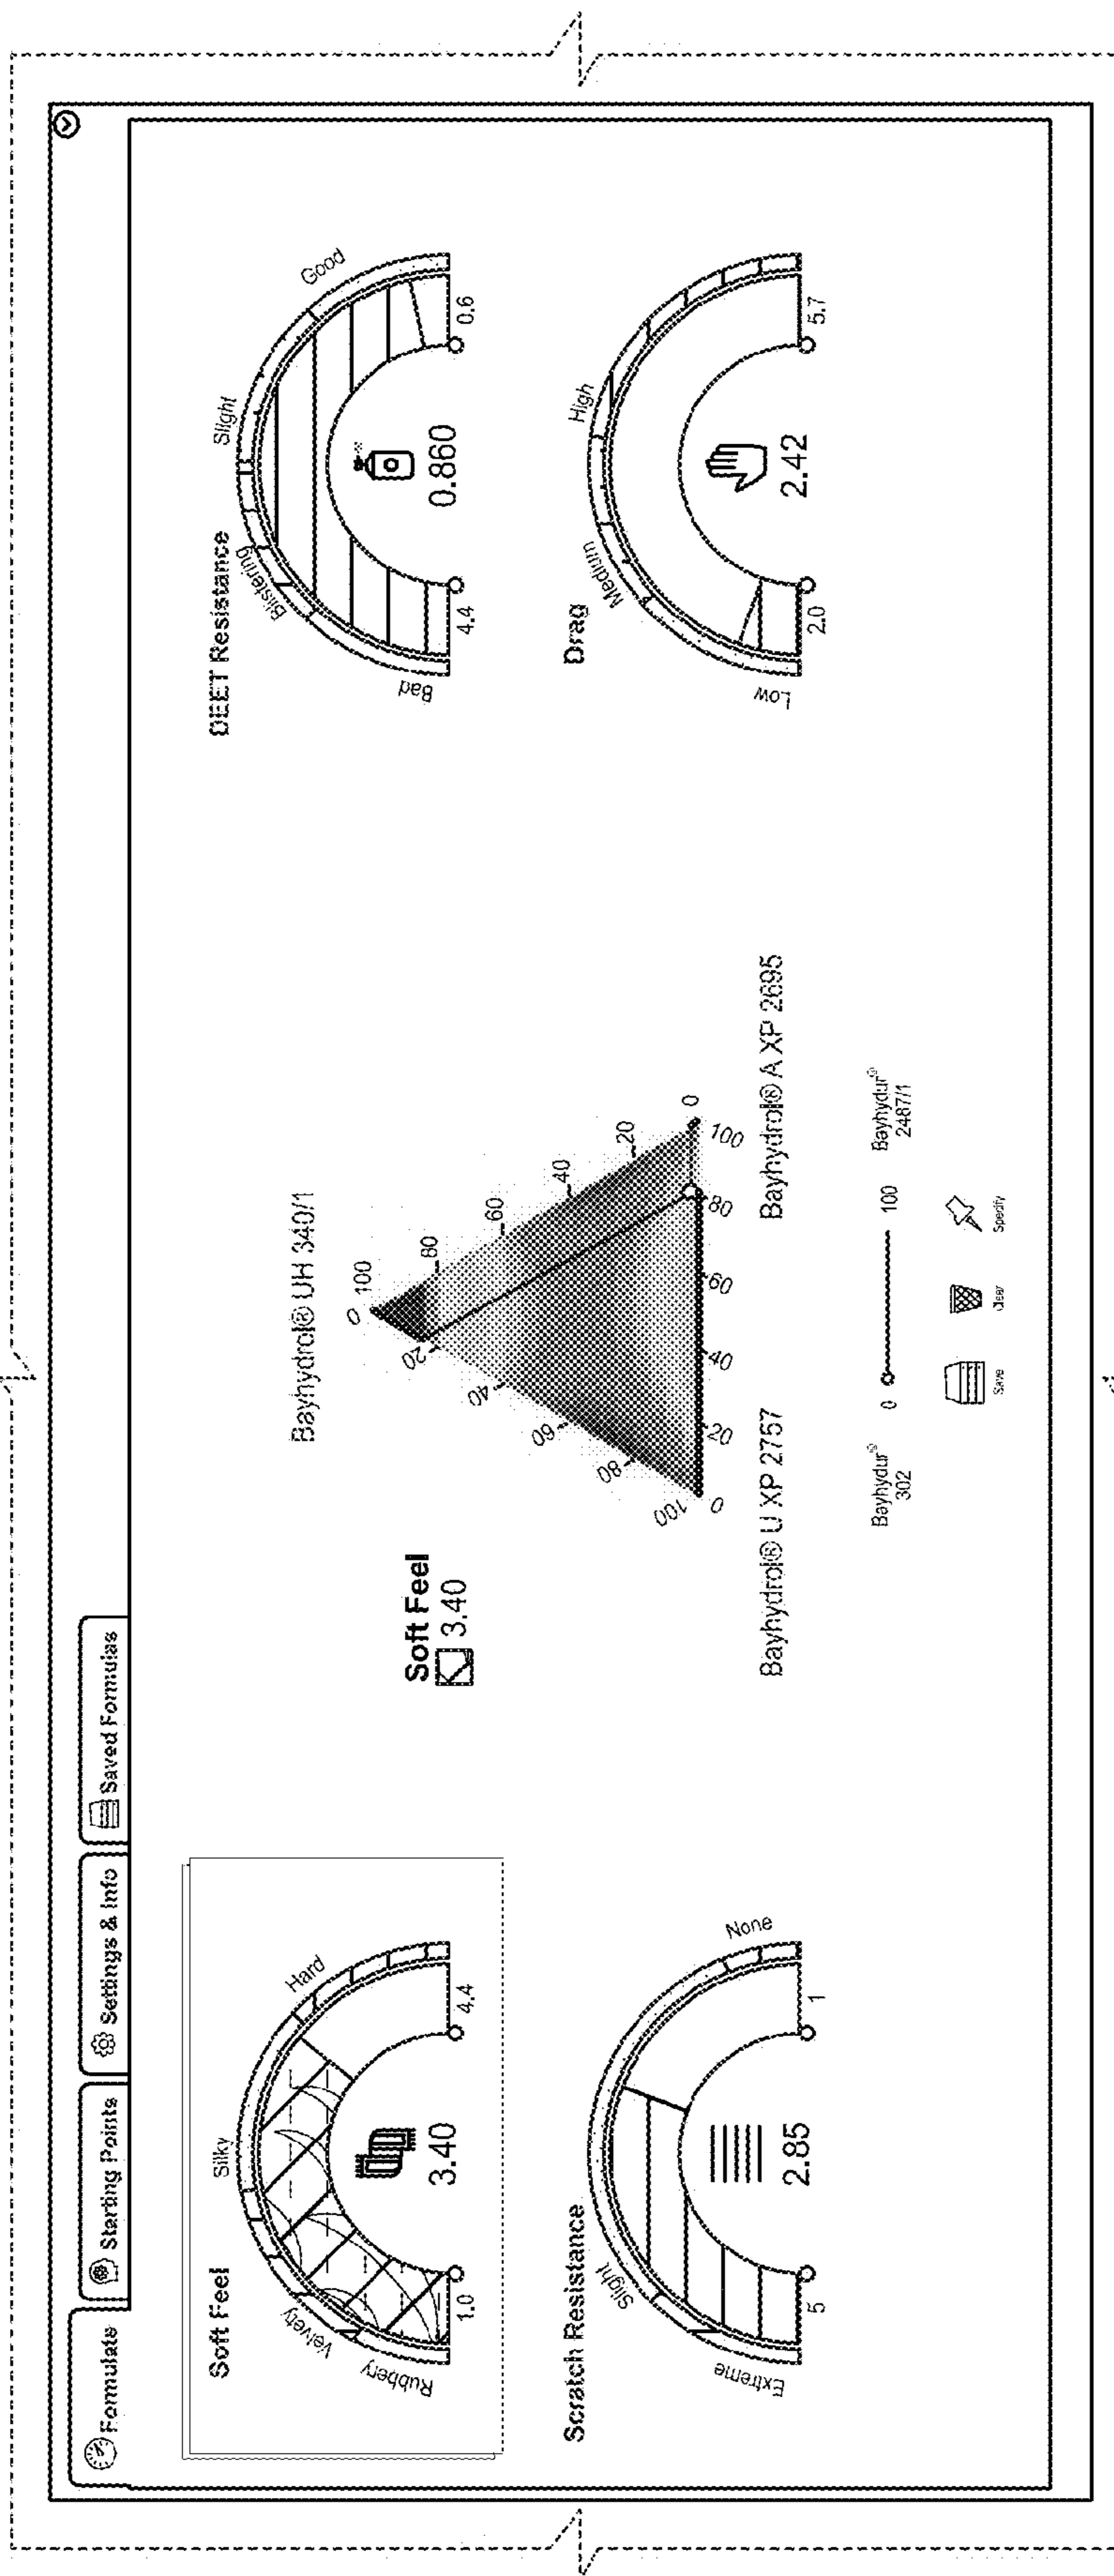 Formulate
Starting Points
Settings & Info
Saved Formulas
Soft Feel
Rubbery
Velvety
Silky
Hard
1.0
3.40
4.4
Scratch Resistance
Extreme
Slight
None
5
2.85
1
Soft Feel
3.40
Bayhydrol® UH 340/1
0
100
20
80
40
60
60
40
80
20
100
0
0
20
40
60
80
100
Bayhydrol® U XP 2757
Bayhydrol® A XP 2695
Bayhydur®
302
0
100
Bayhydur®
2487/1
Save
Clear
Specify
DEET Resistance
Bad
Blistering
Slight
Good
4.4
0.860
0.6
Drag
Low
Medium
High
2.0
2.42
5.7